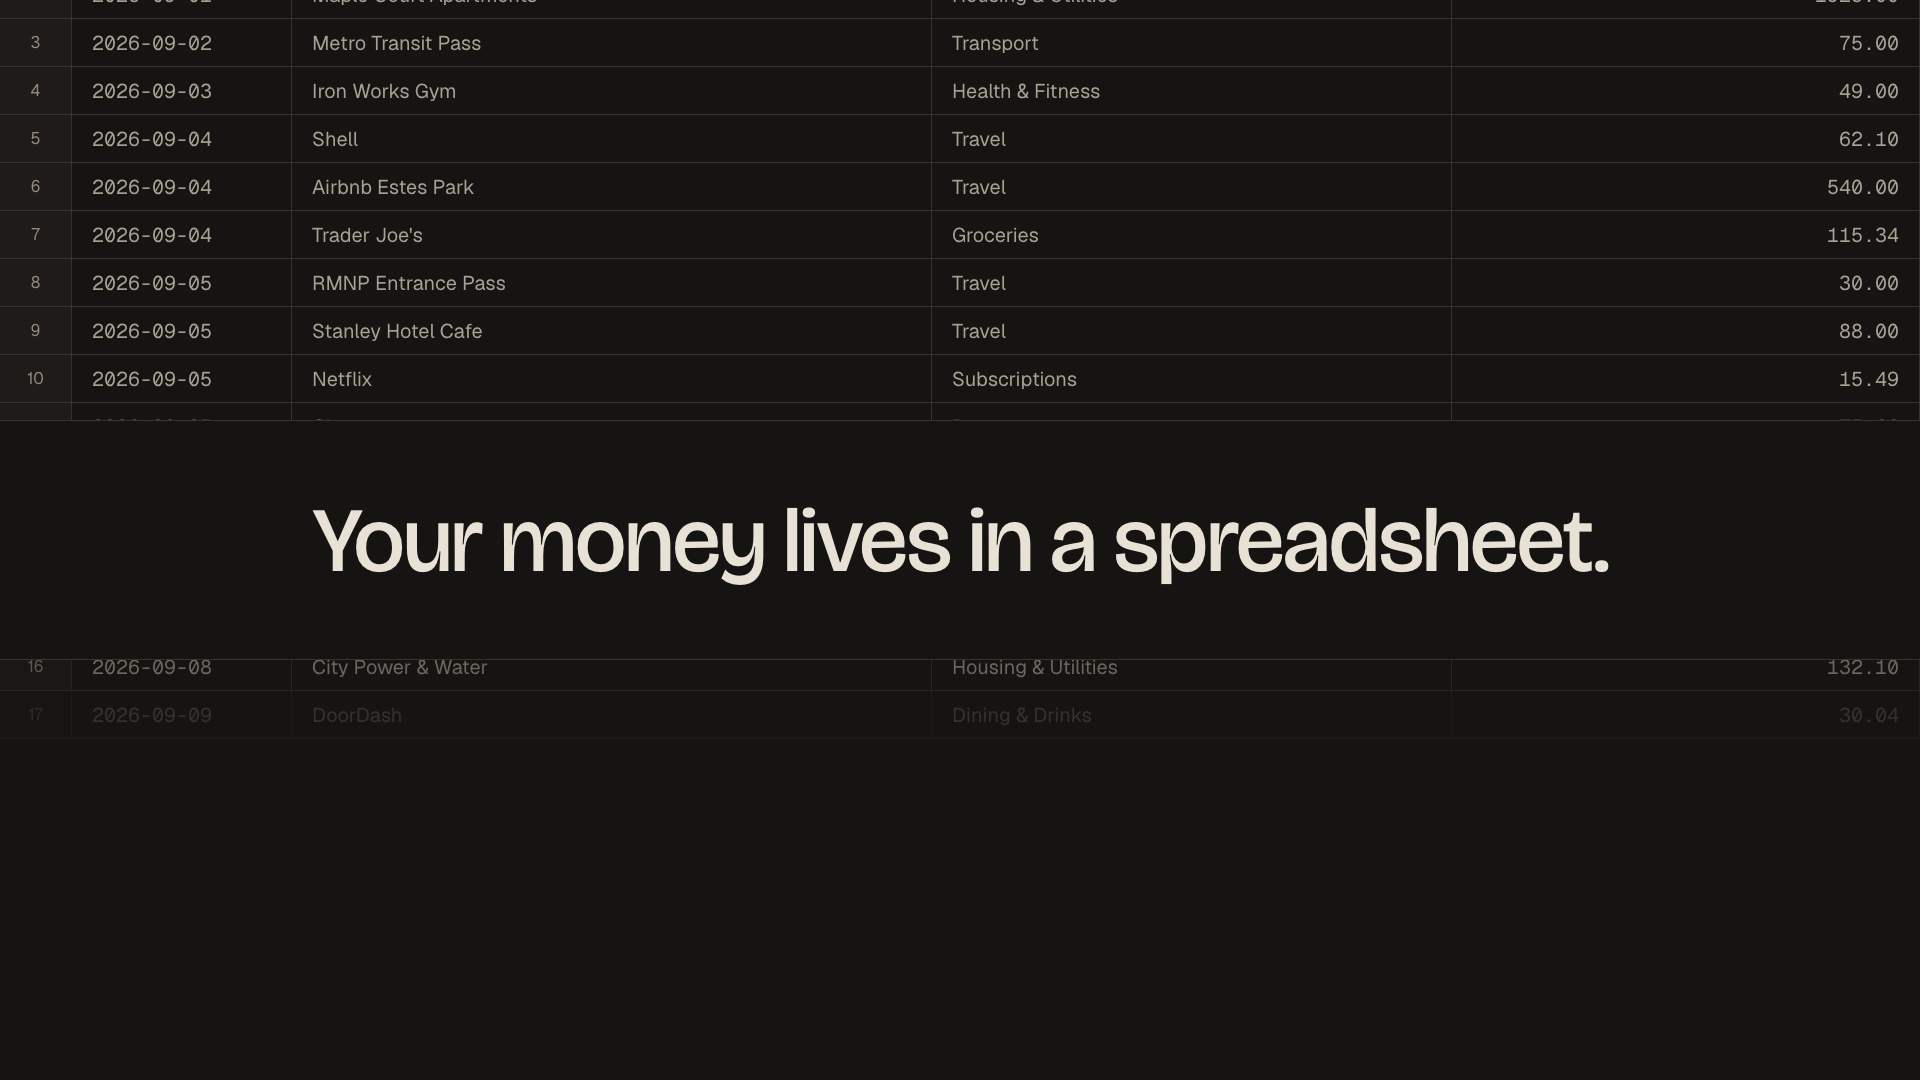 3 2026-09-02 Metro Transit Pass Transport 75.00
4 2026-09-03 Iron Works Gym Health & Fitness 49.00
5 2026-09-04 Shell Travel 62.10
6 2026-09-04 Airbnb Estes Park Travel 540.00
7 2026-09-04 Trader Joe's Groceries 115.34
8 2026-09-05 RMNP Entrance Pass Travel 30.00
9 2026-09-05 Stanley Hotel Cafe Travel 88.00
10 2026-09-05 Netflix Subscriptions 15.49
Your money lives in a spreadsheet.
16 2026-09-08 City Power & Water Housing & Utilities 132.10
17 2026-09-09 DoorDash Dining & Drinks 30.04